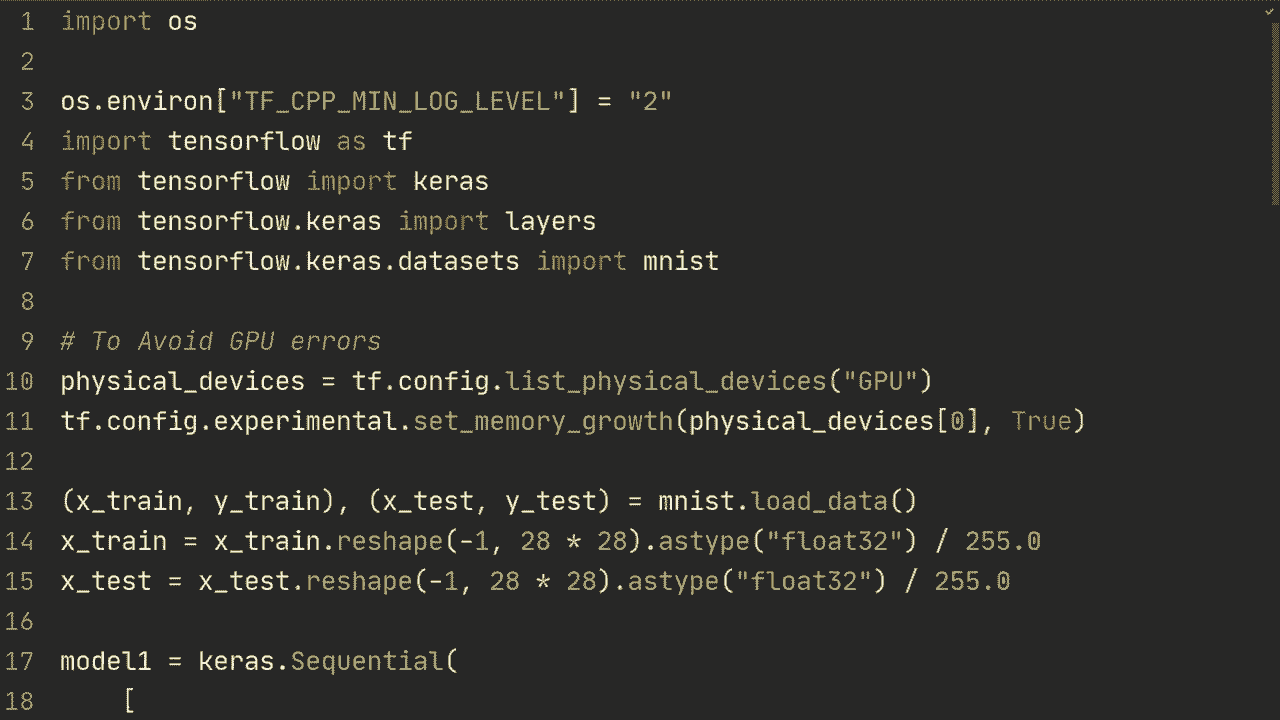 1 import os
2
3 os.environ["TF_CPP_MIN_LOG_LEVEL"] = "2"
4 import tensorflow as tf
5 from tensorflow import keras
6 from tensorflow.keras import layers
7 from tensorflow.keras.datasets import mnist
8
9 # To Avoid GPU errors
10 physical_devices = tf.config.list_physical_devices("GPU")
11 tf.config.experimental.set_memory_growth(physical_devices[0], True)
12
13 (x_train, y_train), (x_test, y_test) = mnist.load_data()
14 x_train = x_train.reshape(-1, 28 * 28).astype("float32") / 255.0
15 x_test = x_test.reshape(-1, 28 * 28).astype("float32") / 255.0
16
17 model1 = keras.Sequential(
18     [